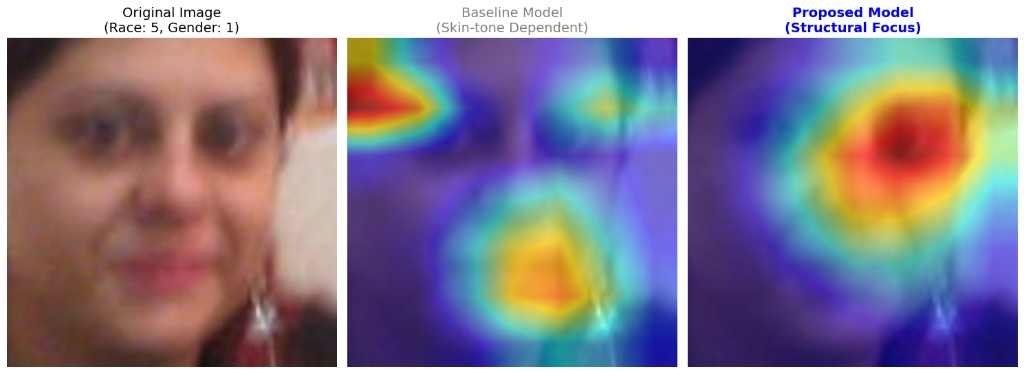 Original Image
(Race: 5, Gender: 1)
Baseline Model
(Skin-tone Dependent)
Proposed Model
(Structural Focus)